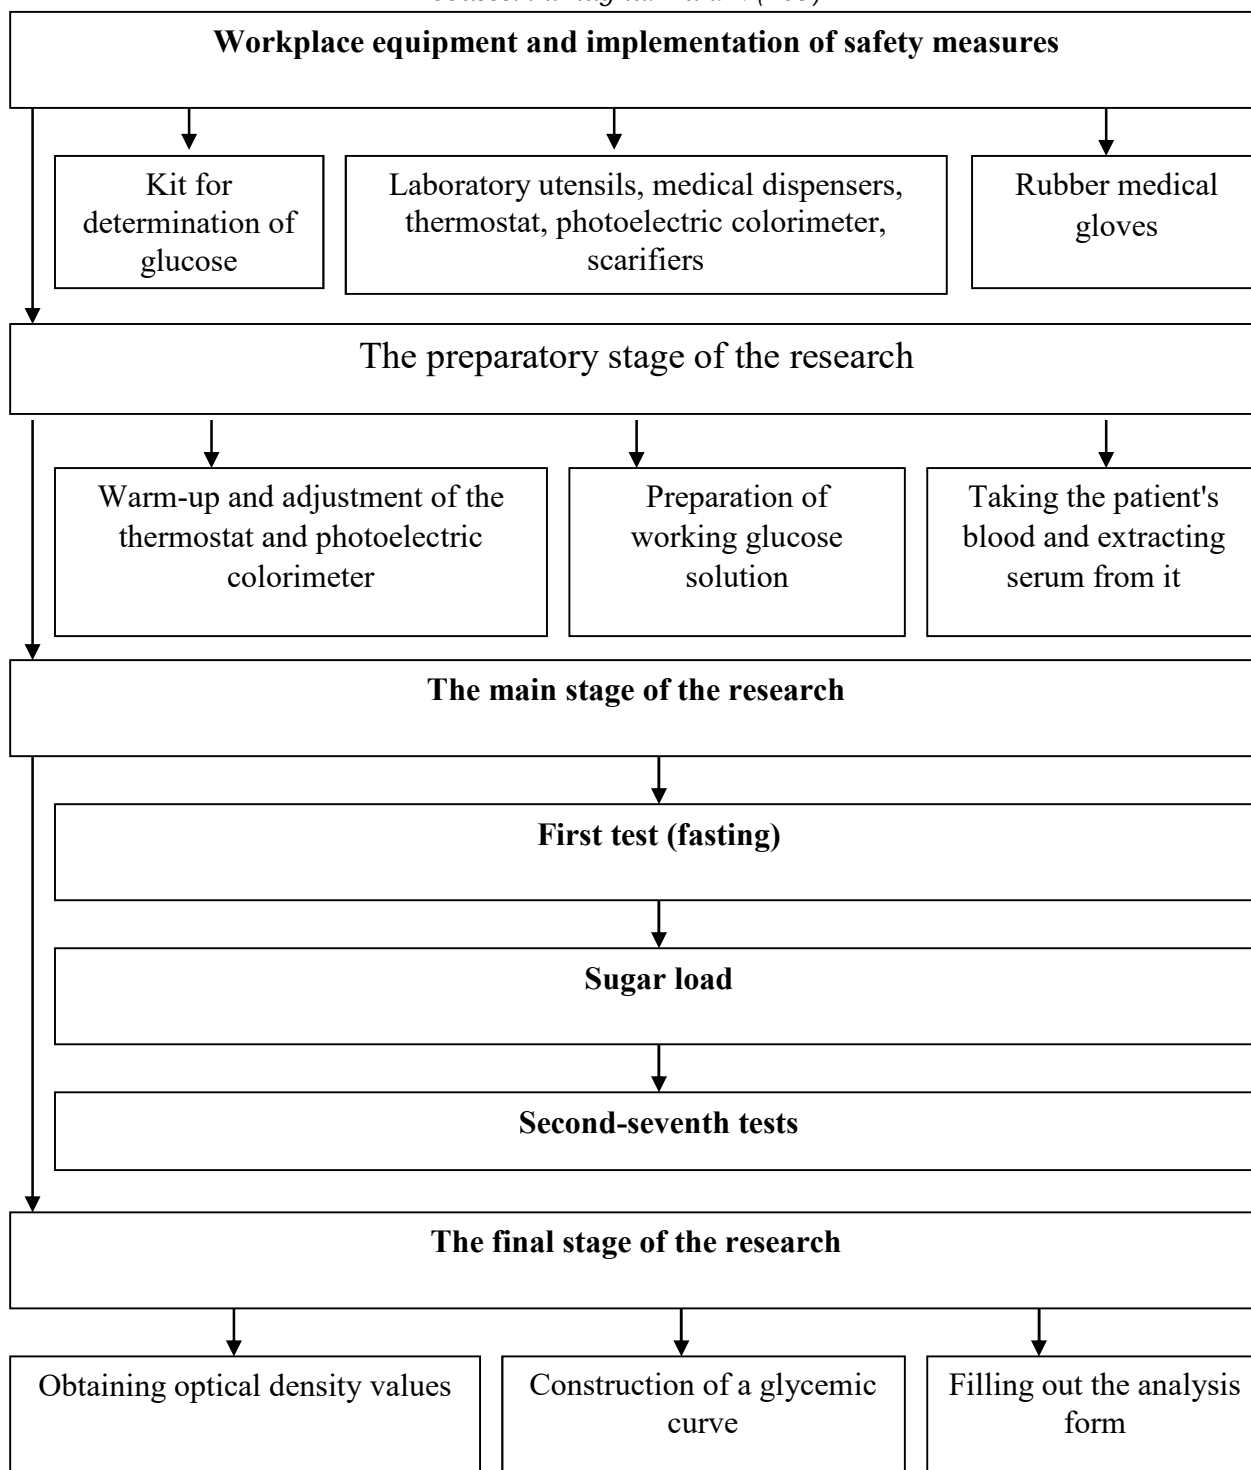 Workplace equipment and implementation of safety measures
Kit for
determination of
glucose
Laboratory utensils, medical dispensers,
thermostat, photoelectric colorimeter,
scarifiers
Rubber medical
gloves
The preparatory stage of the research
Warm-up and adjustment of the
thermostat and photoelectric
colorimeter
Preparation of
working glucose
solution
Taking the patient's
blood and extracting
serum from it
The main stage of the research
First test (fasting)
Sugar load
Second-seventh tests
The final stage of the research
Obtaining optical density values
Construction of a glycemic
curve
Filling out the analysis
form